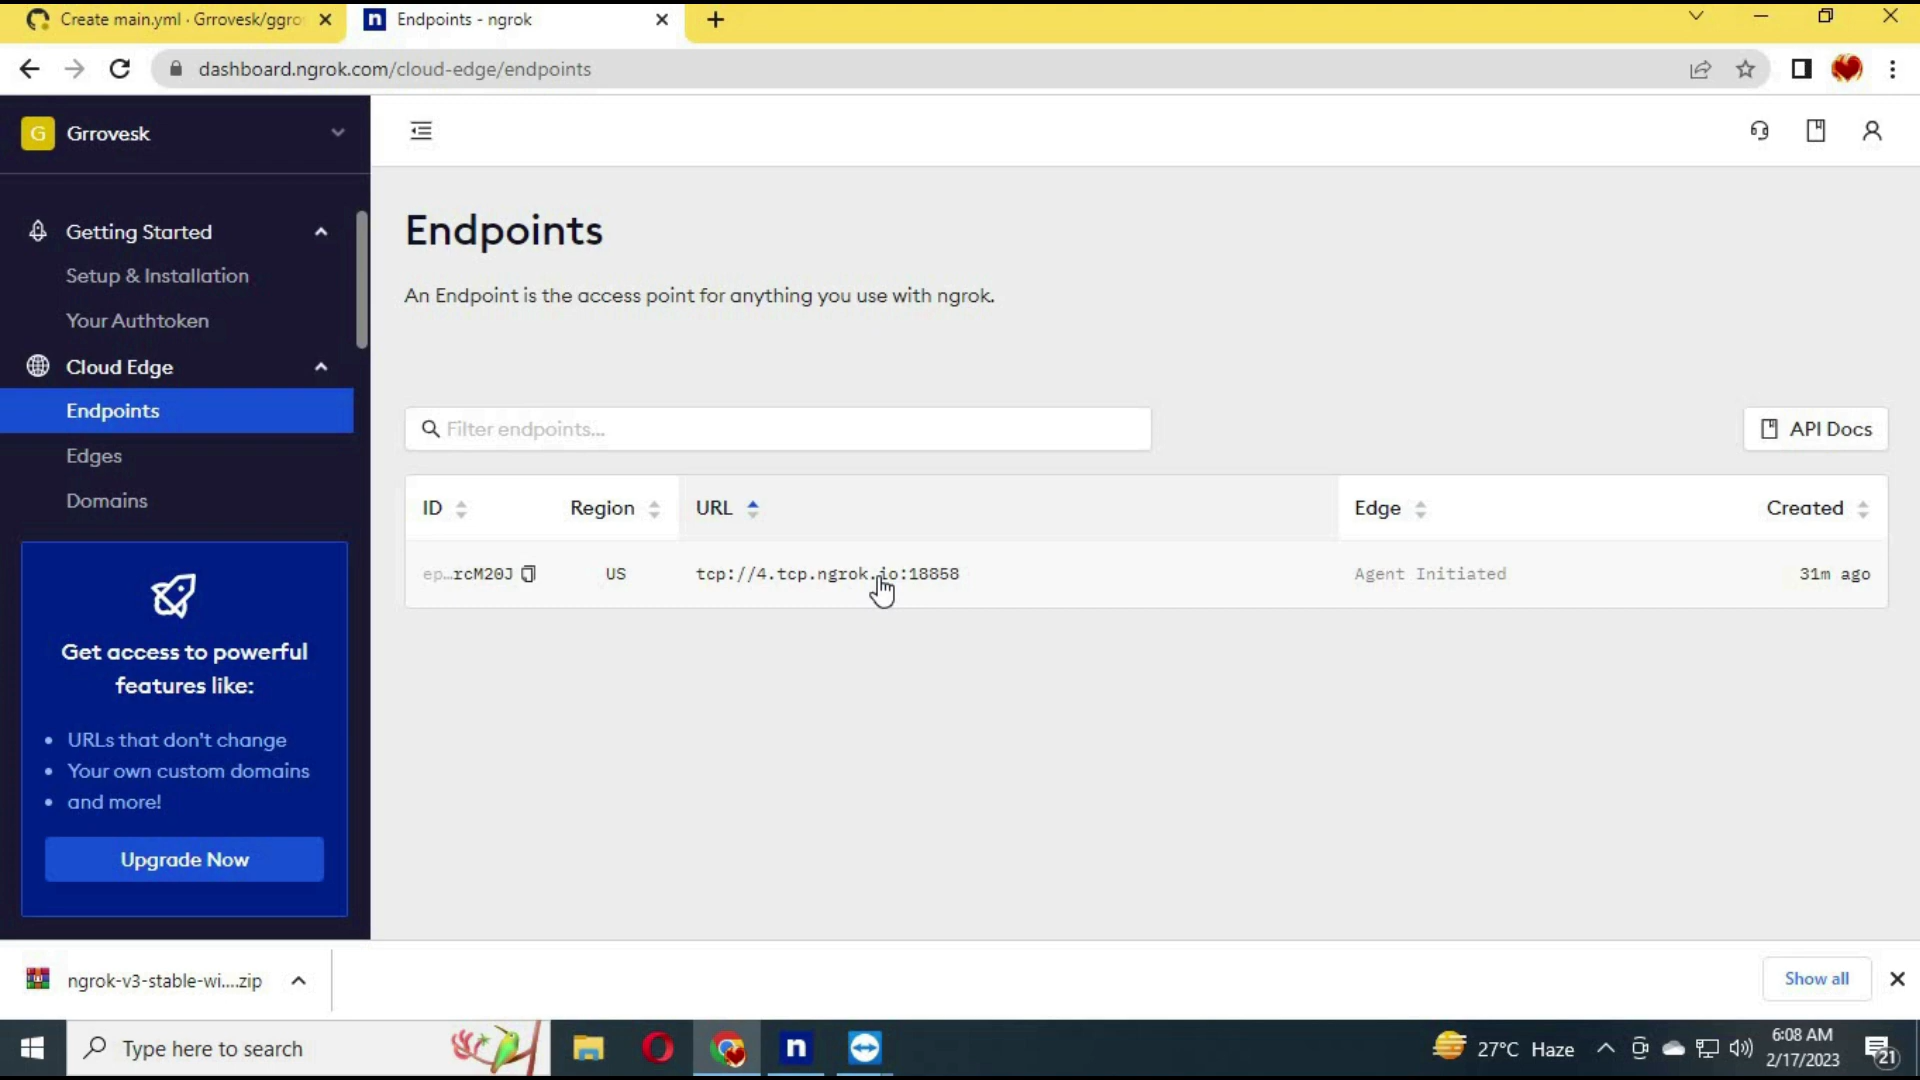 Create main.yml · Grrovesk/ggro
n Endpoints - ngrok
dashboard.ngrok.com/cloud-edge/endpoints
G Grrovesk
Getting Started
Setup & Installation
Your Authtoken
Cloud Edge
Endpoints
Edges
Domains
Get access to powerful
features like:
• URLs that don't change
• Your own custom domains
• and more!
Upgrade Now
Endpoints
An Endpoint is the access point for anything you use with ngrok.
Filter endpoints...
API Docs
ID Region URL Edge Created
ep…rcM20J US tcp://4.tcp.ngrok.io:18858 Agent Initiated 31m ago
ngrok-v3-stable-wi....zip
Show all
Type here to search
n
27°C Haze
6:08 AM
2/17/2023
21